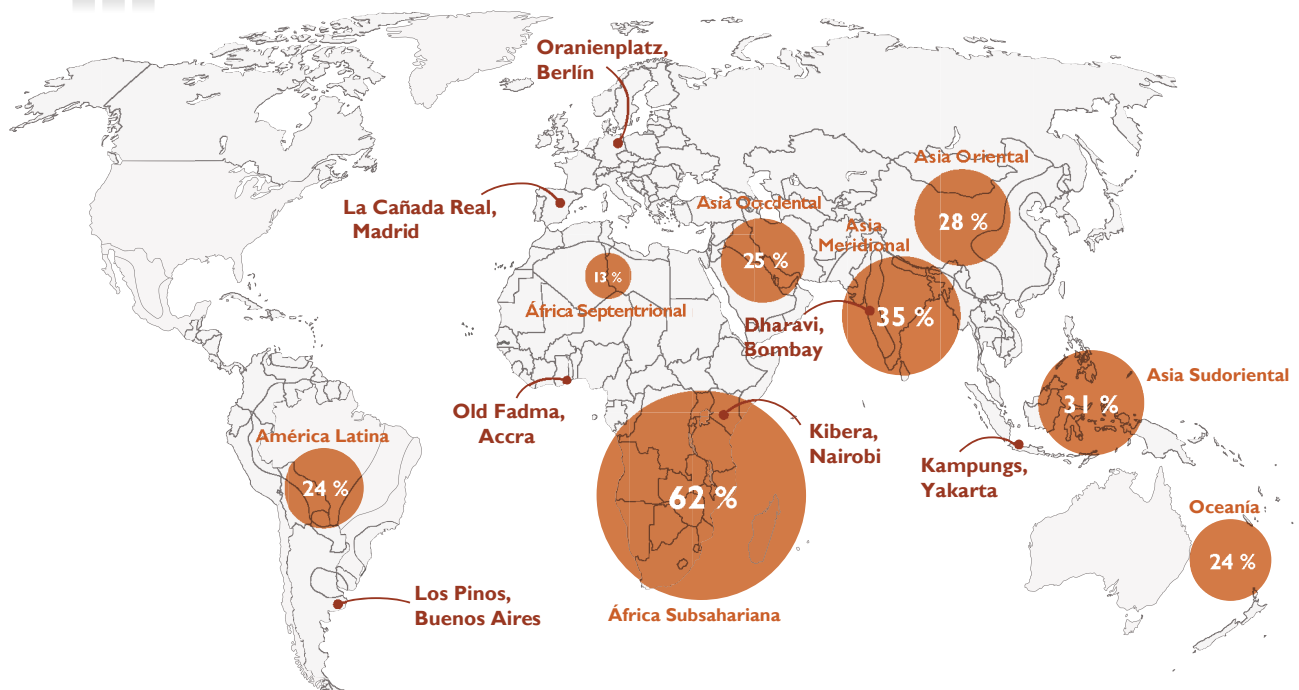 Oranienplatz,
Berlín
Asia Oriental
28 %
La Cañada Real,
Madrid
Asia Occdental
25 %
Asia
Meridional
35 %
13 %
África Septentrional
Dharavi,
Bombay
Asia Sudoriental
31 %
Old Fadma,
Accra
Kibera,
Nairobi
América Latina
24 %
62 %
Kampungs,
Yakarta
Oceanía
24 %
Los Pinos,
Buenos Aires
África Subsahariana